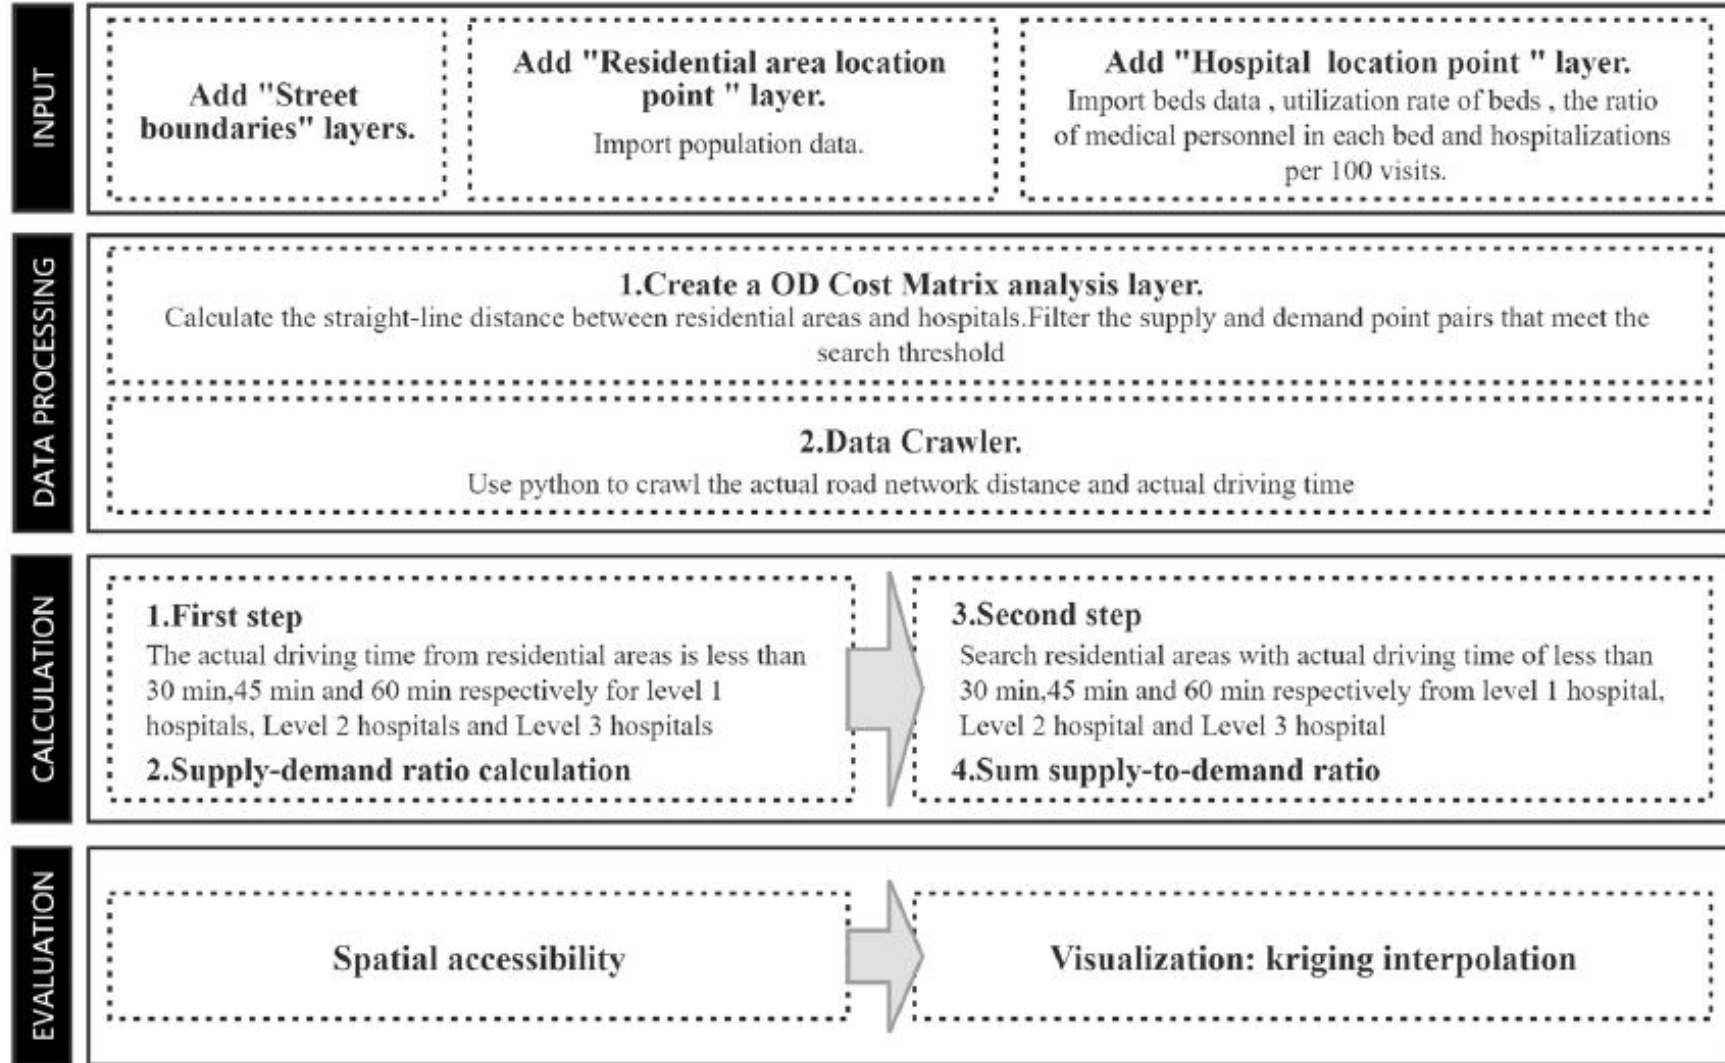 INPUT
Add "Street
boundaries" layers.
Add "Residential area location
point " layer.
Import population data.
Add "Hospital location point " layer.
Import beds data , utilization rate of beds , the ratio
of medical personnel in each bed and hospitalizations
per 100 visits.
DATA PROCESSING
1.Create a OD Cost Matrix analysis layer.
Calculate the straight-line distance between residential areas and hospitals.Filter the supply and demand point pairs that meet the
search threshold
2.Data Crawler.
Use python to crawl the actual road network distance and actual driving time
CALCULATION
1.First step
The actual driving time from residential areas is less than
30 min,45 min and 60 min respectively for level 1
hospitals, Level 2 hospitals and Level 3 hospitals
2.Supply-demand ratio calculation
3.Second step
Search residential areas with actual driving time of less than
30 min,45 min and 60 min respectively from level 1 hospital,
Level 2 hospital and Level 3 hospital
4.Sum supply-to-demand ratio
EVALUATION
Spatial accessibility
Visualization: kriging interpolation